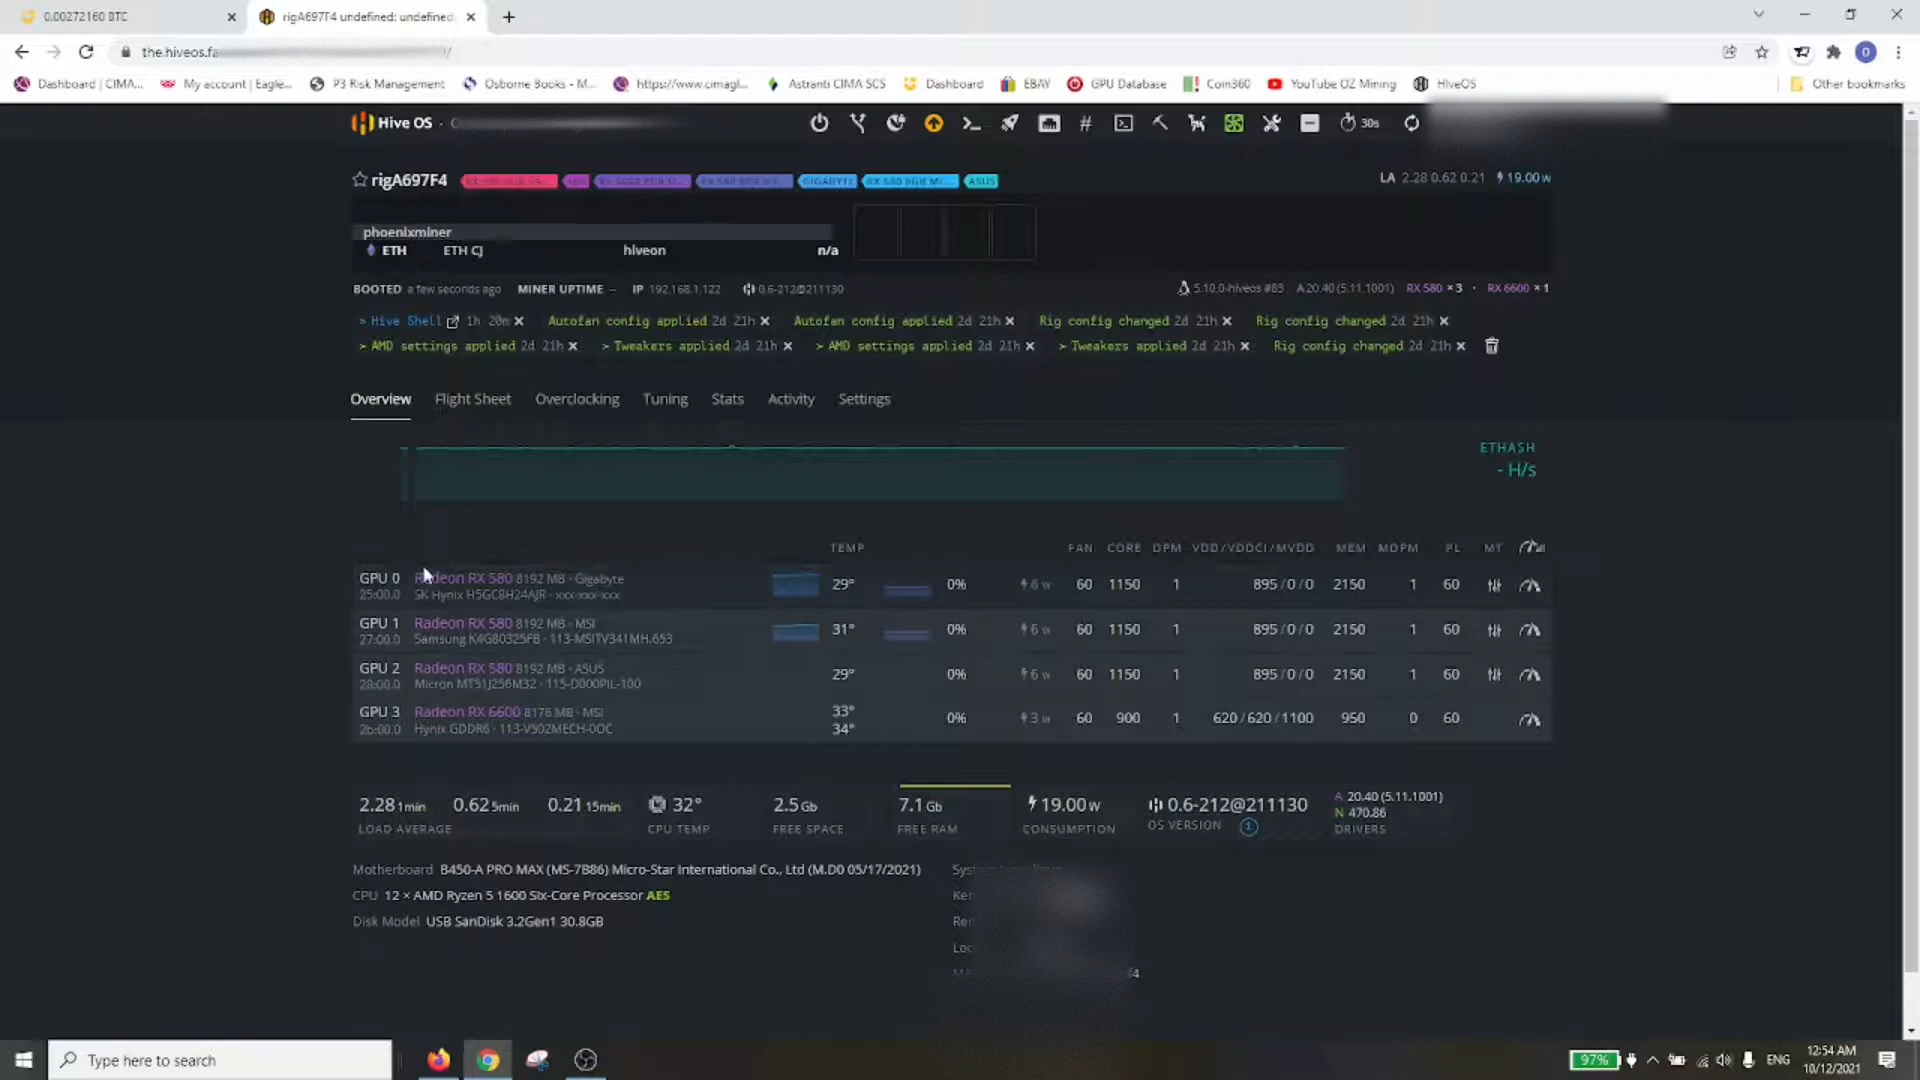 0.00272160 BTC
rigA697F4 undefined: undefined
the.hiveos.fa
Dashboard | CIMA...
My account | Eagle...
P3 Risk Management
Osborne Books - M...
https://www.cimagl...
Astranti CIMA SCS
Dashboard
EBAY
GPU Database
Coin360
YouTube OZ Mining
HiveOS
Other bookmarks
Hive OS ·
30s
rigA697F4
GIGABYTE
ASUS
LA 2.28 0.62 0.21 19.00 w
phoenixminer
ETH ETH CJ hiveon n/a
BOOTED a few seconds ago MINER UPTIME -- IP 192.168.1.122 0.6-212@211130
5.10.0-hiveos #83 A 20.40 (5.11.1001) RX 580 × 3 · RX 6600 × 1
> Hive Shell 1h 20m × Autofan config applied 2d 21h × Autofan config applied 2d 21h × Rig config changed 2d 21h × Rig config changed 2d 21h ×
> AMD settings applied 2d 21h × > Tweakers applied 2d 21h × > AMD settings applied 2d 21h × > Tweakers applied 2d 21h × Rig config changed 2d 21h ×
Overview Flight Sheet Overclocking Tuning Stats Activity Settings
ETHASH
- H/s
TEMP FAN CORE DPM VDD/VDDCI/MVDD MEM MDPM PL MT
GPU 0 Radeon RX 580 8192 MB · Gigabyte
25:00.0 SK Hynix H5GC8H24AJR · xxx-xxx-xxx
29° 0% 6 w 60 1150 1 895/0/0 2150 1 60
GPU 1 Radeon RX 580 8192 MB · MSI
27:00.0 Samsung K4G80325FB · 113-MSITV341MH.653
31° 0% 6 w 60 1150 1 895/0/0 2150 1 60
GPU 2 Radeon RX 580 8192 MB · ASUS
28:00.0 Micron MT51J256M32 · 115-D000PIL-100
29° 0% 6 w 60 1150 1 895/0/0 2150 1 60
GPU 3 Radeon RX 6600 8176 MB · MSI
2b:00.0 Hynix GDDR6 · 113-V502MECH-0OC
33°
34°
0% 3 w 60 900 1 620/620/1100 950 0 60
2.28 1min 0.62 5min 0.21 15min 32° 2.5 Gb 7.1 Gb 19.00 w 0.6-212@211130
LOAD AVERAGE CPU TEMP FREE SPACE FREE RAM CONSUMPTION OS VERSION 1
A 20.40 (5.11.1001)
N 470.86
DRIVERS
Motherboard B450-A PRO MAX (MS-7B86) Micro-Star International Co., Ltd (M.D0 05/17/2021)
CPU 12 × AMD Ryzen 5 1600 Six-Core Processor AES
Disk Model USB SanDisk 3.2Gen1 30.8GB
Type here to search
97%
ENG
12:54 AM
10/12/2021